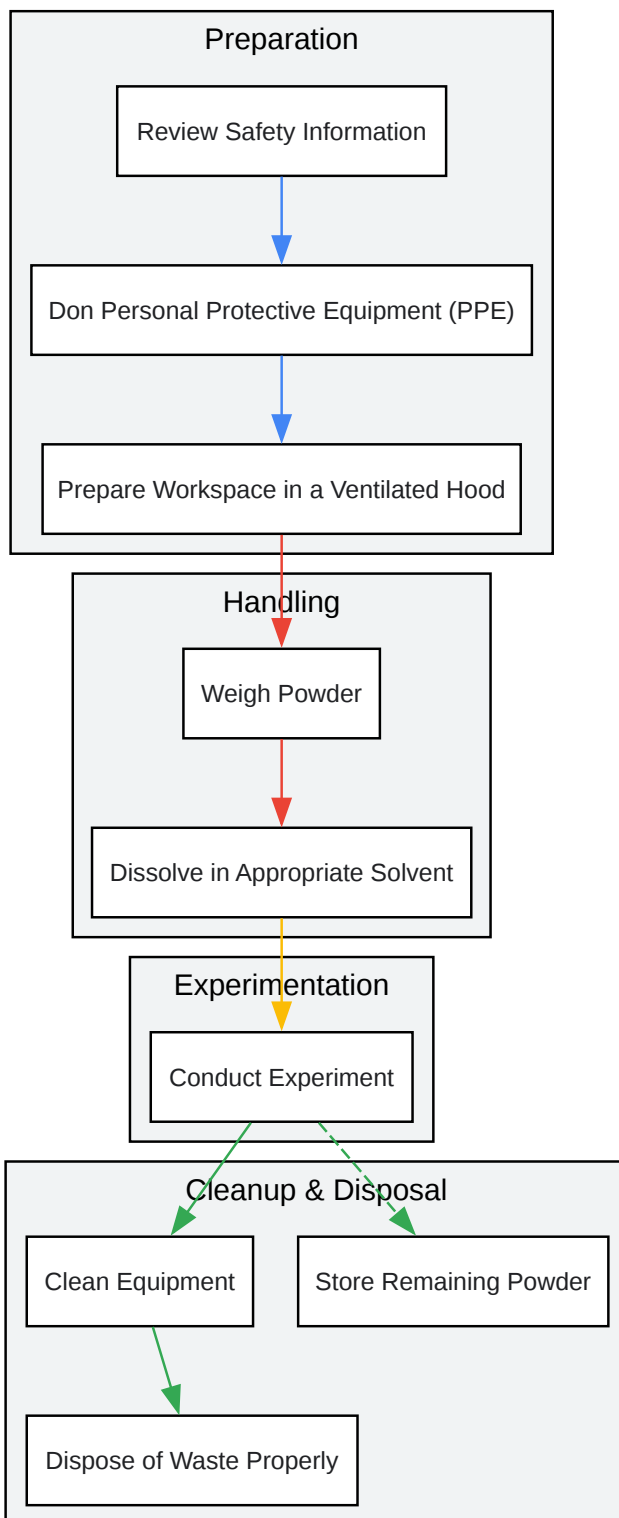 Preparation
Review Safety Information
Don Personal Protective Equipment (PPE)
Prepare Workspace in a Ventilated Hood
Handling
Weigh Powder
Dissolve in Appropriate Solvent
Experimentation
Conduct Experiment
Cleanup & Disposal
Clean Equipment
Store Remaining Powder
Dispose of Waste Properly